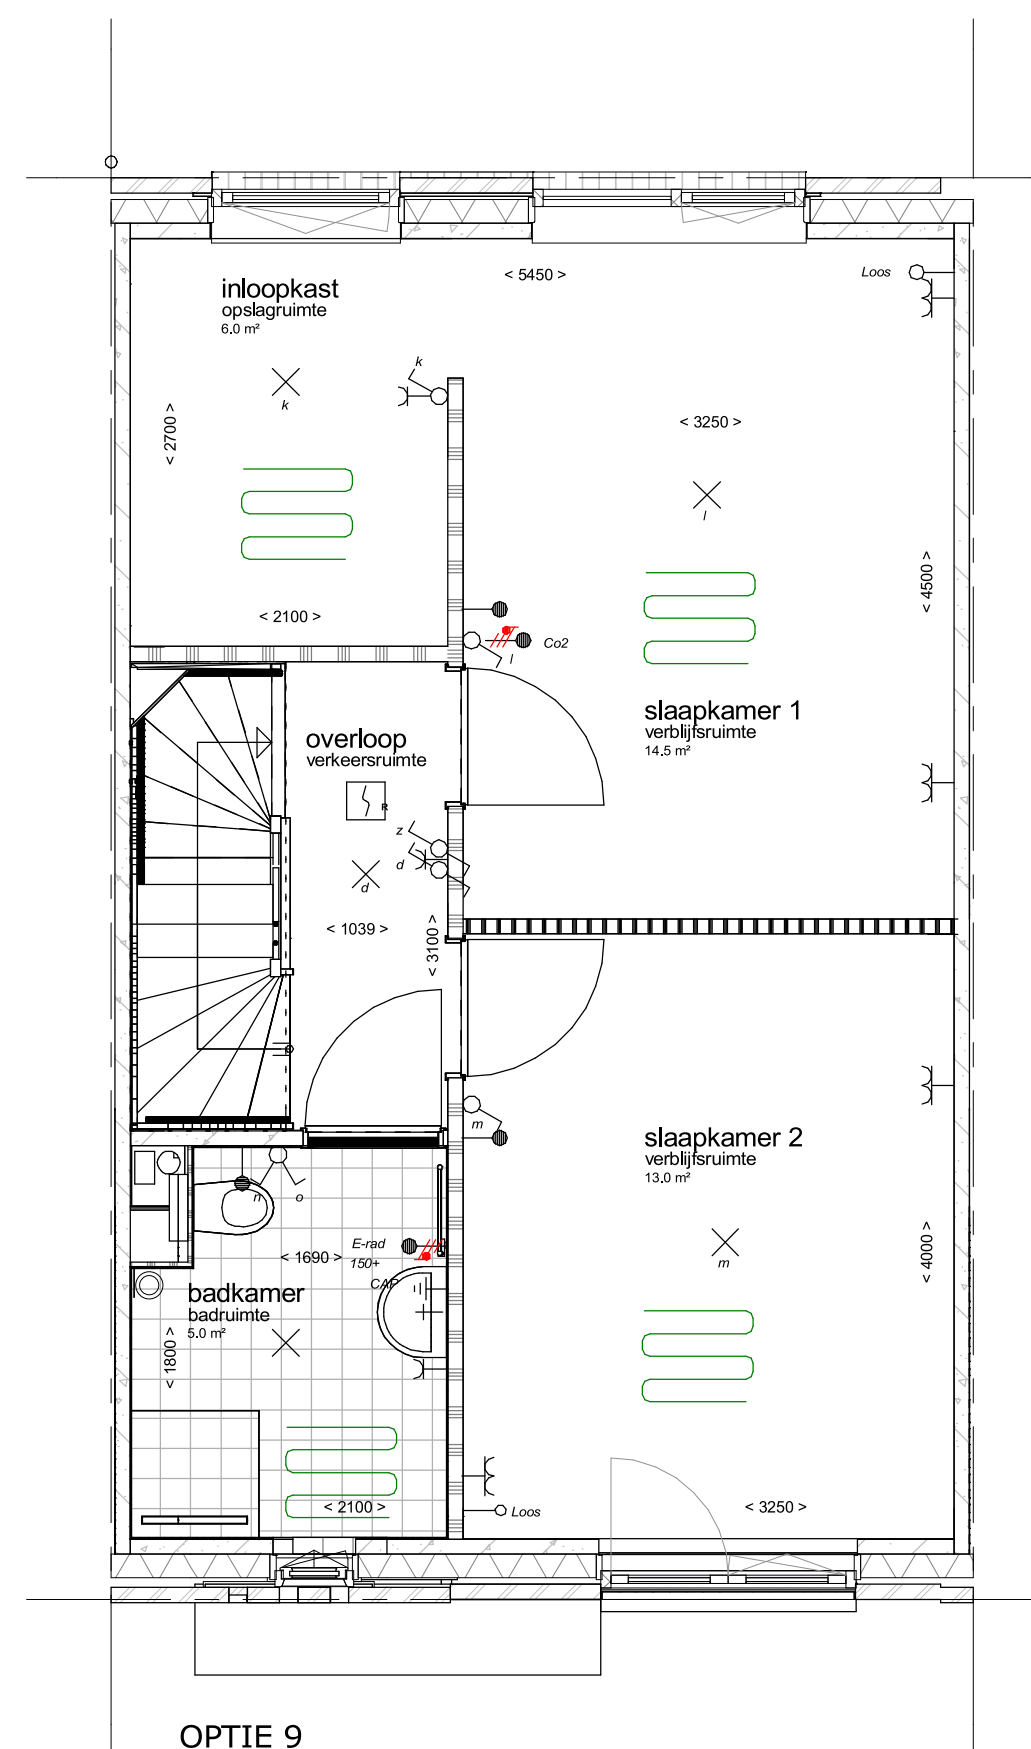 < 5450 >
Loos
inloopkast
opslagruimte
6.0 m²
k
k
< 2700 >
< 3250 >
l
< 4500 >
< 2100 >
Co2
l
slaapkamer 1
verblijfsruimte
14.5 m²
overloop
verkeersruimte
R
z
d
d
< 1039 >
< 3100 >
m
slaapkamer 2
verblijfsruimte
13.0 m²
n
o
E-rad
150+
< 1690 >
CAP
m
< 4000 >
badkamer
badruimte
5.0 m²
< 1800 >
< 2100 >
Loos
< 3250 >
OPTIE 9